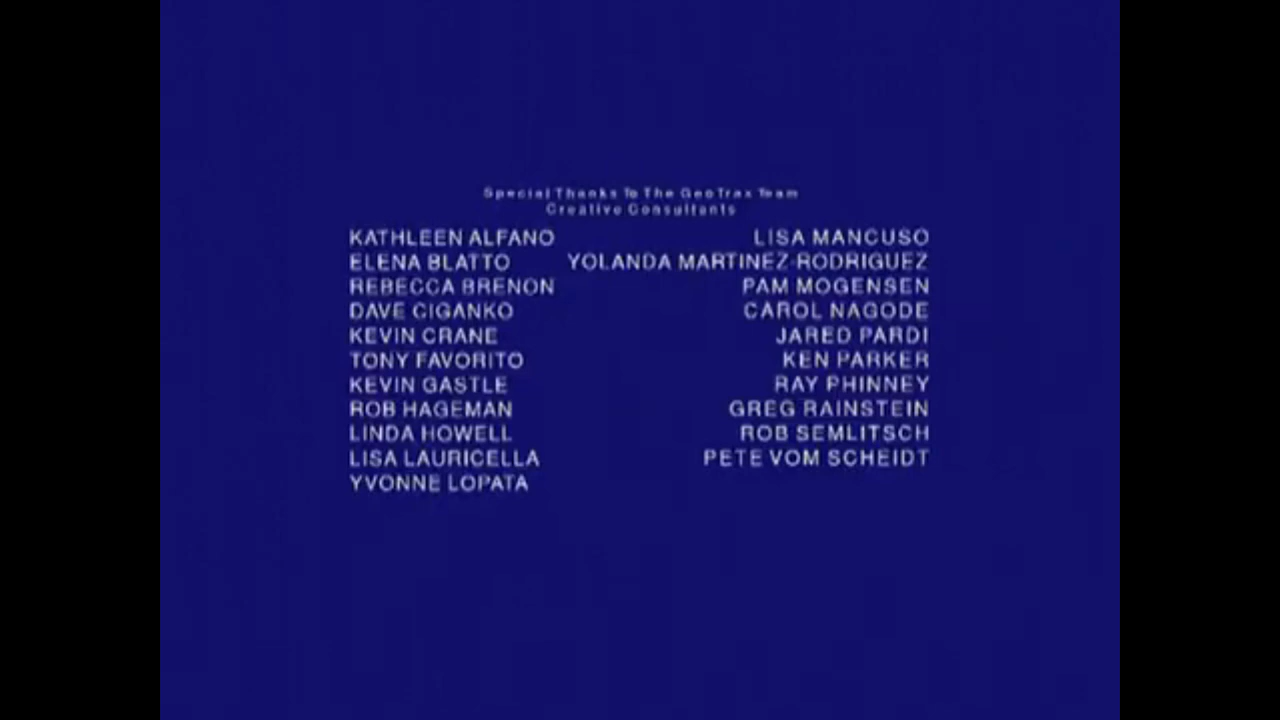 Special Thanks To The GeoTrax Team
Creative Consultants
KATHLEEN ALFANO LISA MANCUSO
ELENA BLATTO YOLANDA MARTINEZ-RODRIGUEZ
REBECCA BRENON PAM MOGENSEN
DAVE CIGANKO CAROL NAGODE
KEVIN CRANE JARED PARDI
TONY FAVORITO KEN PARKER
KEVIN GASTLE RAY PHINNEY
ROB HAGEMAN GREG RAINSTEIN
LINDA HOWELL ROB SEMLITSCH
LISA LAURICELLA PETE VOM SCHEIDT
YVONNE LOPATA